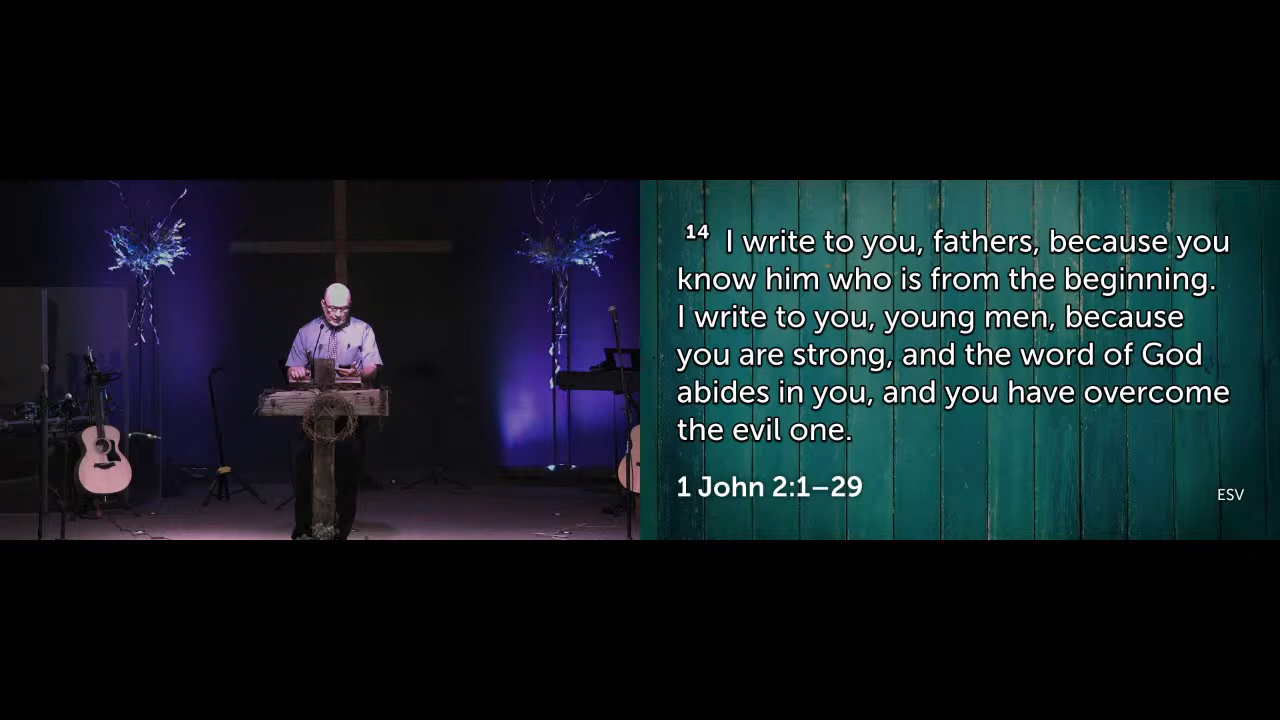 14 I write to you, fathers, because you
know him who is from the beginning.
I write to you, young men, because
you are strong, and the word of God
abides in you, and you have overcome
the evil one.
1 John 2:1–29
ESV